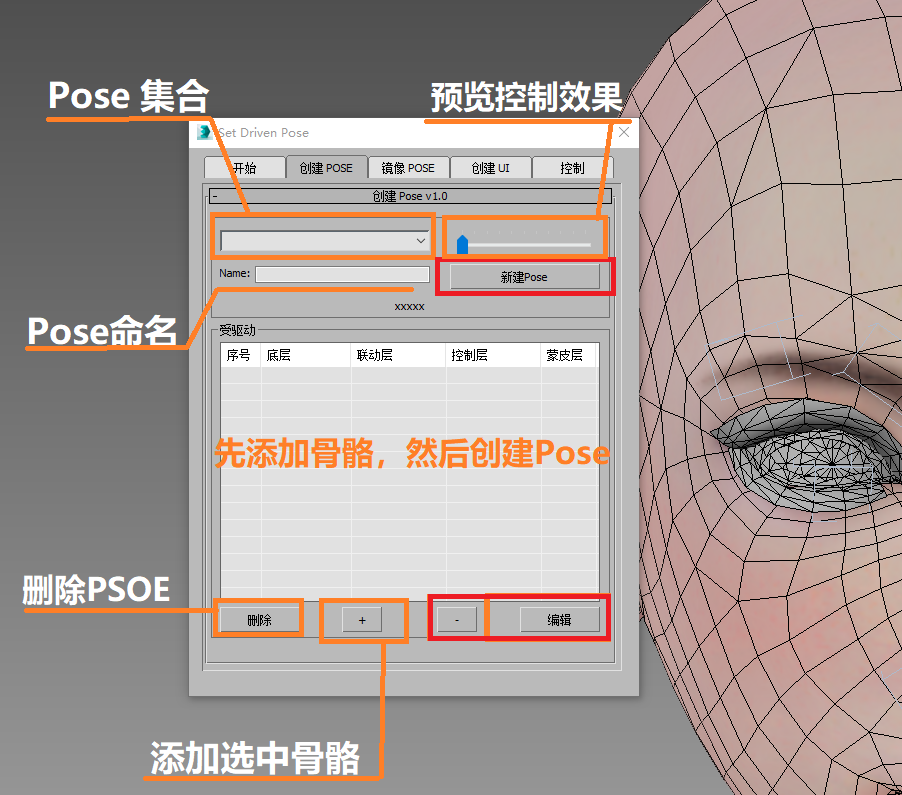 Pose 集合
预览控制效果
Set Driven Pose
开始
创建 POSE
镜像 POSE
创建 UI
控制
- 创建 Pose v1.0
Name:
新建Pose
xxxxx
Pose命名
受驱动
序号
底层
联动层
控制层
蒙皮层
先添加骨骼，然后创建Pose
删除PSOE
删除
+
-
编辑
添加选中骨骼